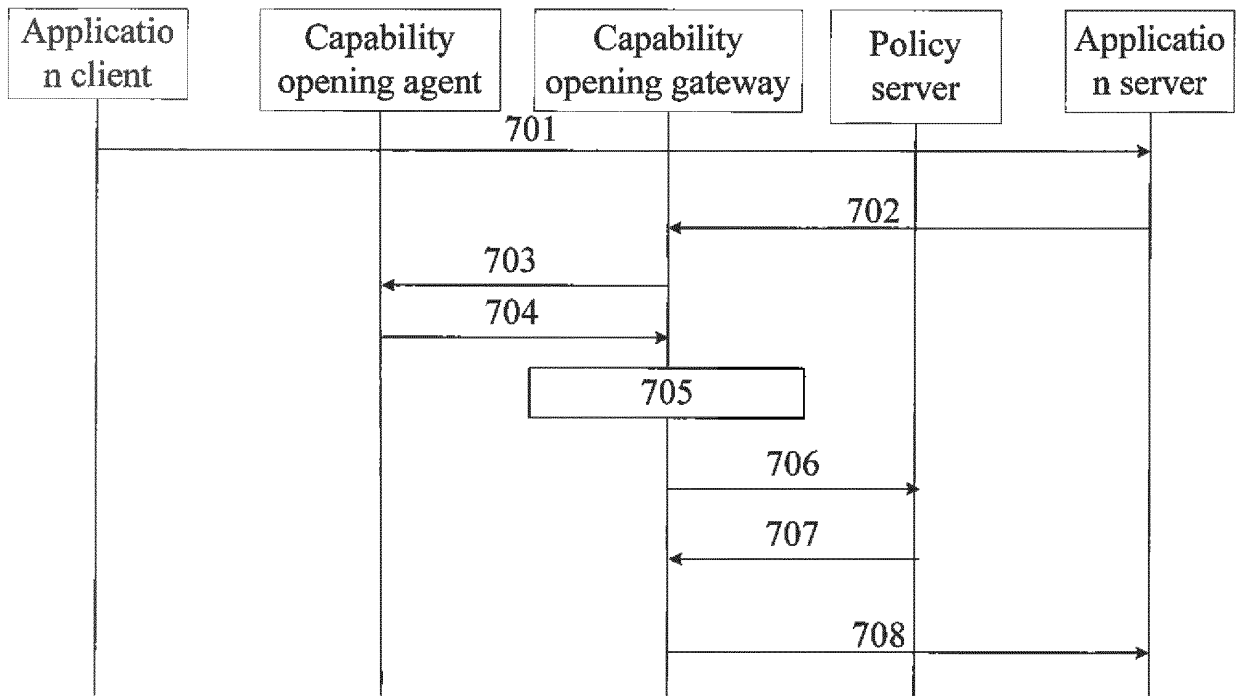 Applicatio
n client
Capability
opening agent
Capability
opening gateway
Policy
server
Applicatio
n server
701
702
703
704
705
706
707
708